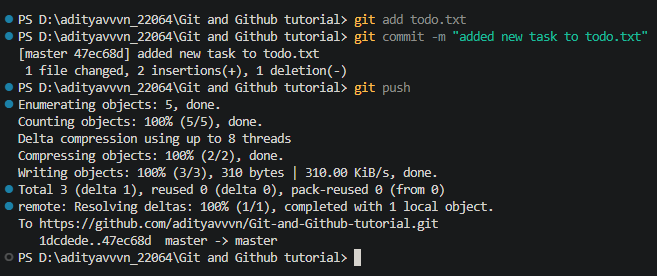 PS D:\adityavvvn_22064\Git and Github tutorial> git add todo.txt
PS D:\adityavvvn_22064\Git and Github tutorial> git commit -m "added new task to todo.txt"
[master 47ec68d] added new task to todo.txt
 1 file changed, 2 insertions(+), 1 deletion(-)
PS D:\adityavvvn_22064\Git and Github tutorial> git push
Enumerating objects: 5, done.
Counting objects: 100% (5/5), done.
Delta compression using up to 8 threads
Compressing objects: 100% (2/2), done.
Writing objects: 100% (3/3), 310 bytes | 310.00 KiB/s, done.
Total 3 (delta 1), reused 0 (delta 0), pack-reused 0 (from 0)
remote: Resolving deltas: 100% (1/1), completed with 1 local object.
To https://github.com/adityavvvn/Git-and-Github-tutorial.git
   1dcdede..47ec68d  master -> master
PS D:\adityavvvn_22064\Git and Github tutorial>